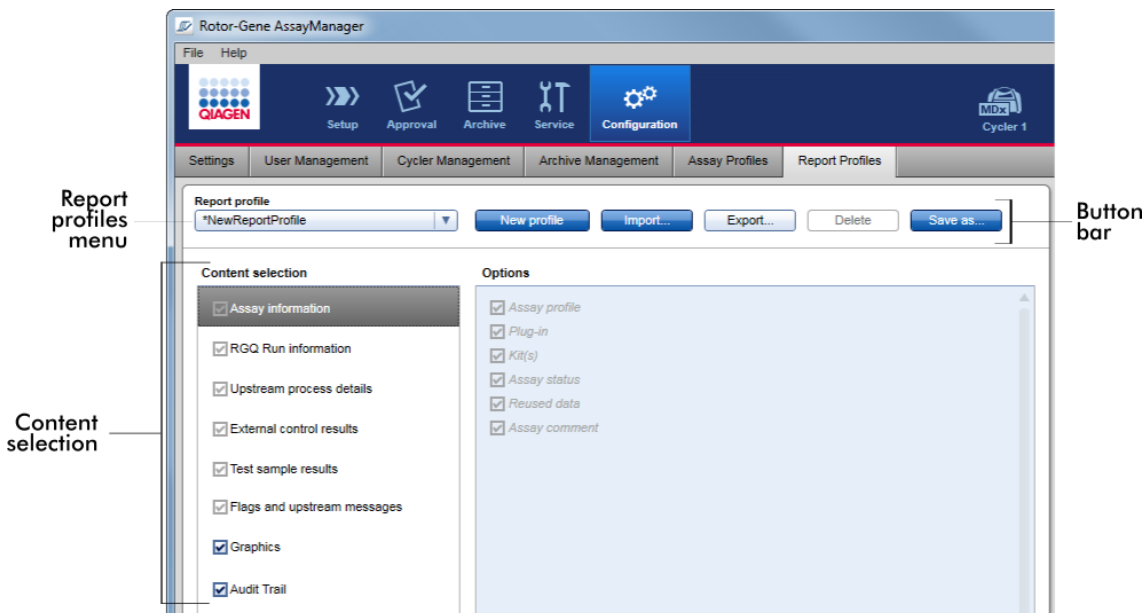 Rotor-Gene AssayManager
File Help
QIAGEN
Setup Approval Archive Service Configuration
MDx
Cycler 1
Settings User Management Cycler Management Archive Management Assay Profiles Report Profiles
Report profiles menu
Report profile
*NewReportProfile New profile Import... Export... Delete Save as...
Button bar
Content selection Options
Assay information
RGQ Run information
Upstream process details
External control results
Test sample results
Flags and upstream messages
Graphics
Audit Trail
Assay profile
Plug-in
Kit(s)
Assay status
Reused data
Assay comment
Content selection